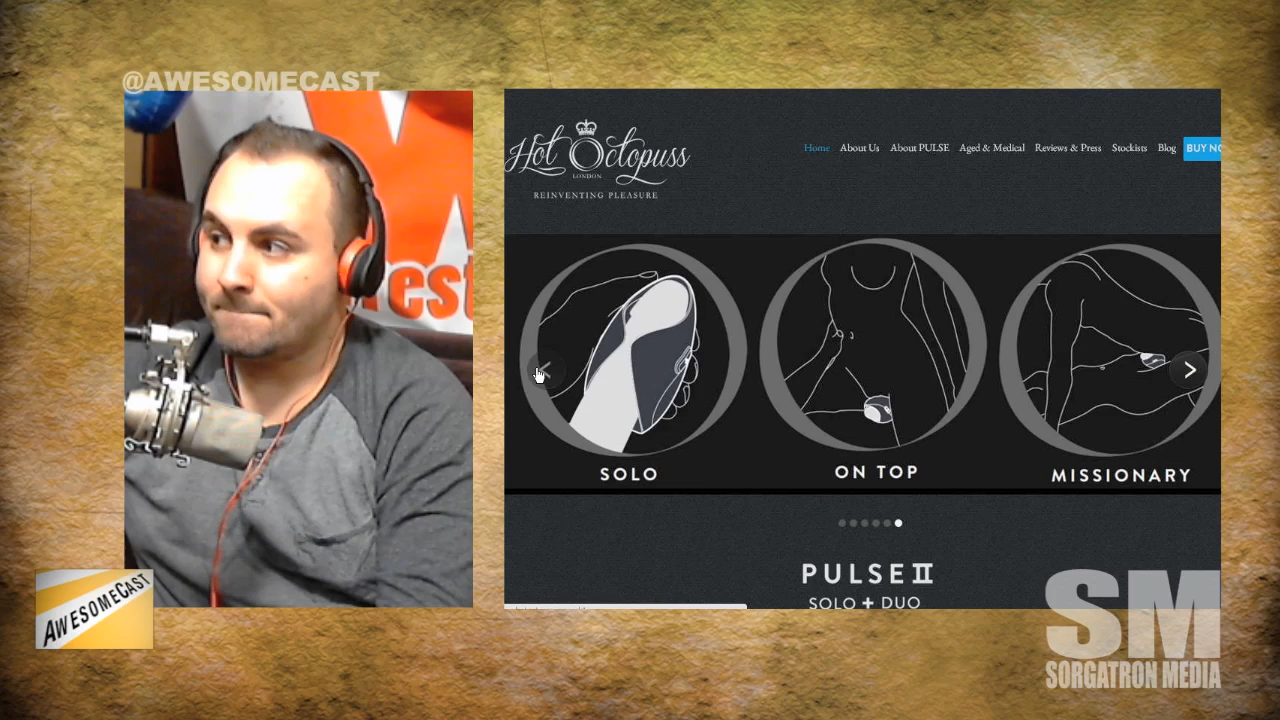 @AWESOMECAST
Hot Octopuss
LONDON
REINVENTING PLEASURE
Home About Us About PULSE Aged & Medical Reviews & Press Stockists Blog BUY NO
est
SOLO
ON TOP
MISSIONARY
PULSE II
SOLO + DUO
AWESOMECAST
SM
SORGATRON MEDIA